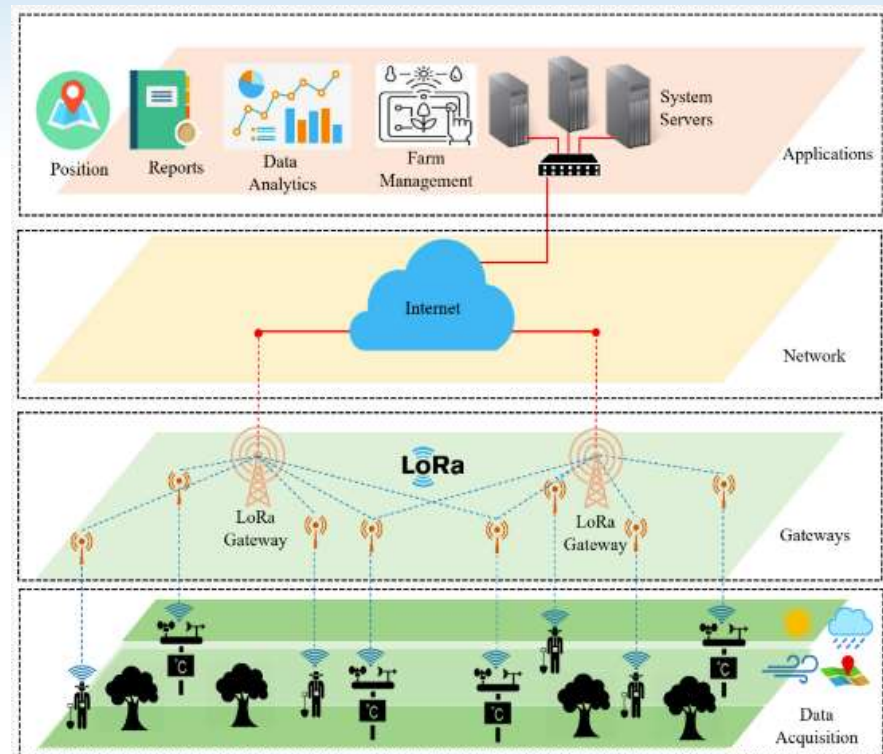 System
Servers
Position
Reports
Data
Analytics
Farm
Management
Applications
Internet
Network
LoRa
LoRa
Gateway
LoRa
Gateway
Gateways
°C
°C
°C
°C
Data
Acquisition